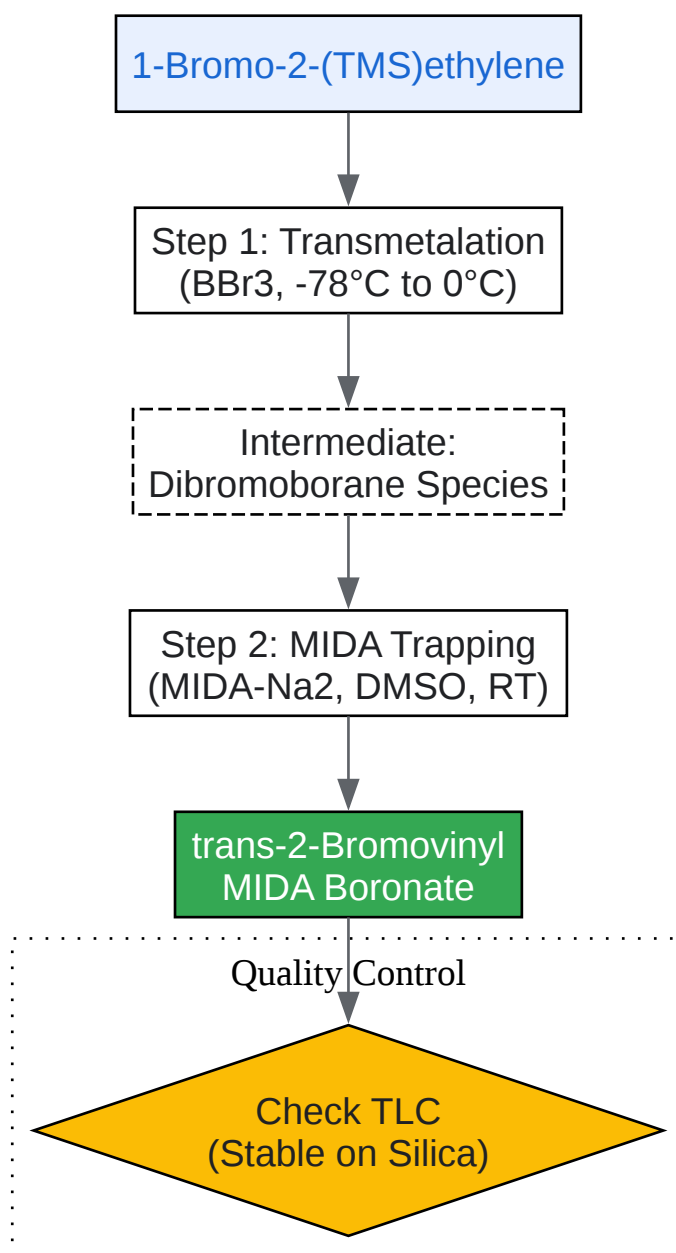 1-Bromo-2-(TMS)ethylene
Step 1: Transmetalation
(BBr3, -78°C to 0°C)
Intermediate:
Dibromoborane Species
Step 2: MIDA Trapping
(MIDA-Na2, DMSO, RT)
trans-2-Bromovinyl
MIDA Boronate
Quality Control
Check TLC
(Stable on Silica)